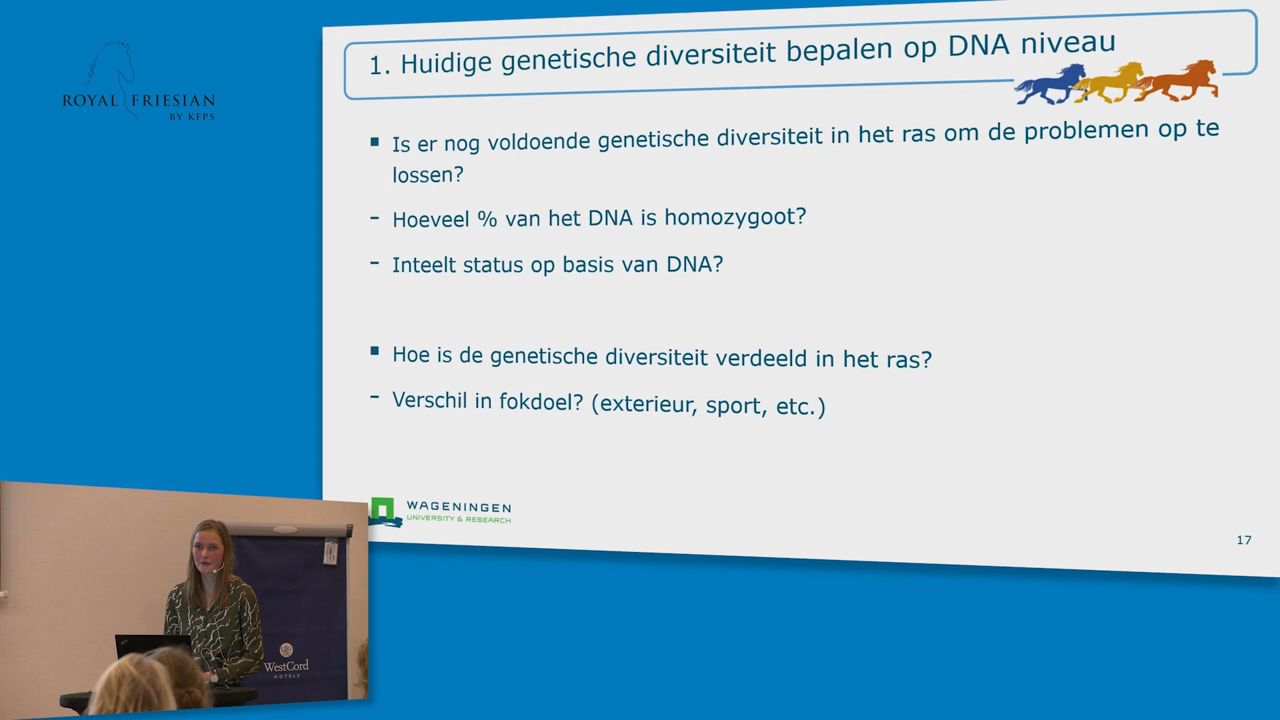 ROYAL FRIESIAN
BY KFPS
1. Huidige genetische diversiteit bepalen op DNA niveau
▪ Is er nog voldoende genetische diversiteit in het ras om de problemen op te
lossen?
- Hoeveel % van het DNA is homozygoot?
- Inteelt status op basis van DNA?
▪ Hoe is de genetische diversiteit verdeeld in het ras?
- Verschil in fokdoel? (exterieur, sport, etc.)
WAGENINGEN
UNIVERSITY & RESEARCH
17
WestCord
HOTELS